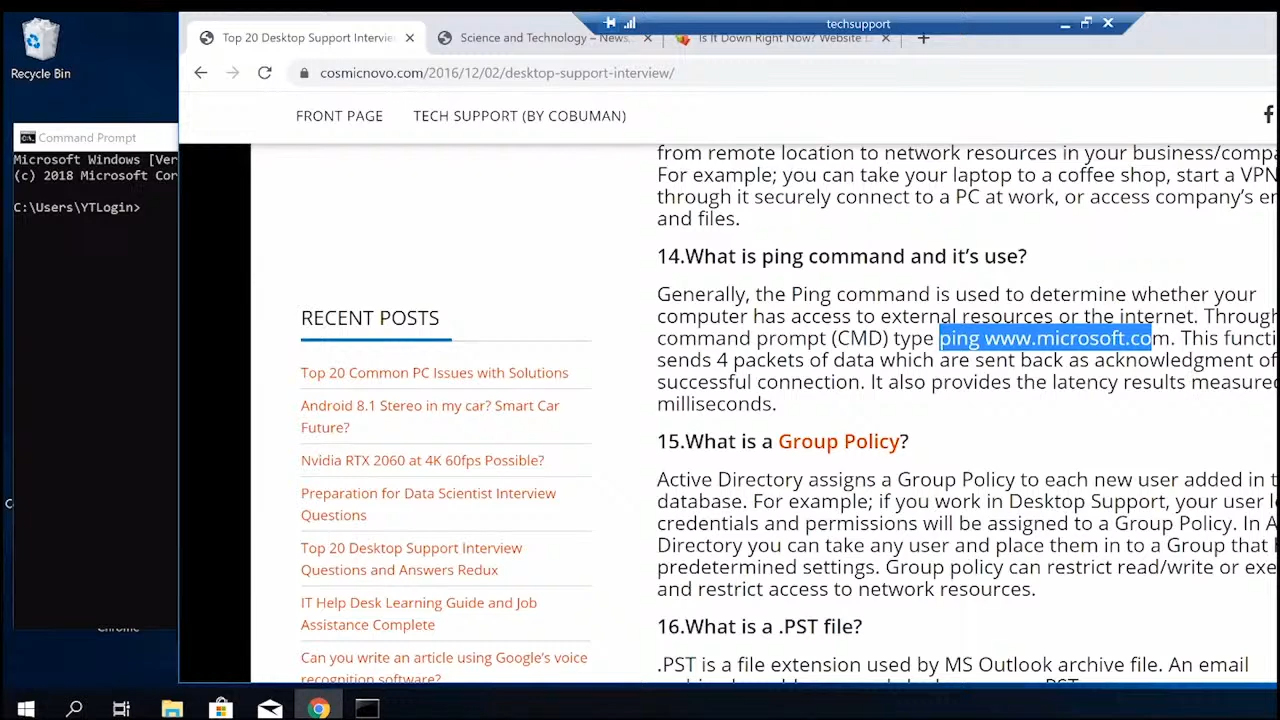 techsupport
Top 20 Desktop Support Intervie
Science and Technology – News,
Is It Down Right Now? Website
Recycle Bin
cosmicnovo.com/2016/12/02/desktop-support-interview/
FRONT PAGE
TECH SUPPORT (BY COBUMAN)
Command Prompt
Microsoft Windows [Ver
(c) 2018 Microsoft Cor
C:\Users\YTLogin>
Chrome
RECENT POSTS
Top 20 Common PC Issues with Solutions
Android 8.1 Stereo in my car? Smart Car
Future?
Nvidia RTX 2060 at 4K 60fps Possible?
Preparation for Data Scientist Interview
Questions
Top 20 Desktop Support Interview
Questions and Answers Redux
IT Help Desk Learning Guide and Job
Assistance Complete
Can you write an article using Google's voice
recognition software?
from remote location to network resources in your business/compa
For example; you can take your laptop to a coffee shop, start a VPN
through it securely connect to a PC at work, or access company's e
and files.
14.What is ping command and it's use?
Generally, the Ping command is used to determine whether your
computer has access to external resources or the internet. Through
command prompt (CMD) type ping www.microsoft.com. This functi
sends 4 packets of data which are sent back as acknowledgment of
successful connection. It also provides the latency results measured
milliseconds.
15.What is a Group Policy?
Active Directory assigns a Group Policy to each new user added in t
database. For example; if you work in Desktop Support, your user l
credentials and permissions will be assigned to a Group Policy. In A
Directory you can take any user and place them in to a Group that
predetermined settings. Group policy can restrict read/write or exe
and restrict access to network resources.
16.What is a .PST file?
.PST is a file extension used by MS Outlook archive file. An email